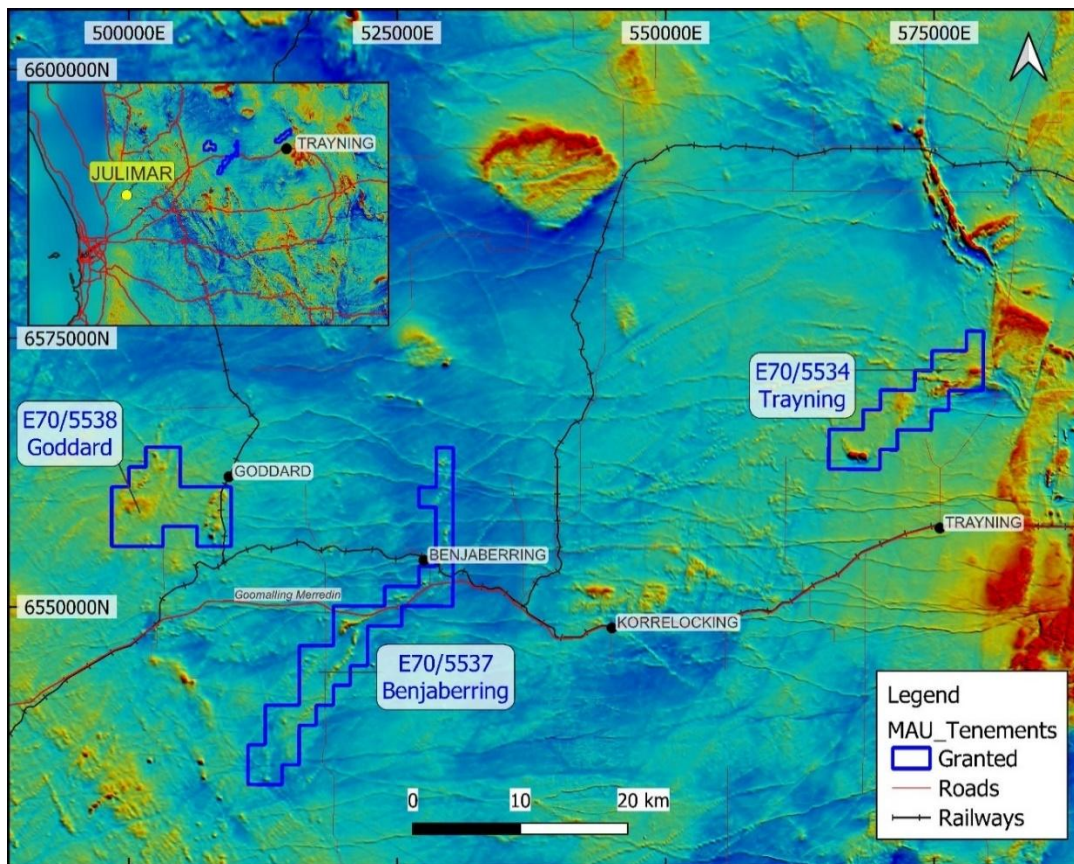 500000E
525000E
550000E
575000E
6600000N
TRAYNING
JULIMAR
6575000N
E70/5534
Trayning
E70/5538
Goddard
GODDARD
TRAYNING
BENJABERRING
Goomalling Merredin
6550000N
KORRELOCKING
E70/5537
Benjaberring
Legend
MAU_Tenements
Granted
Roads
Railways
0 10 20 km